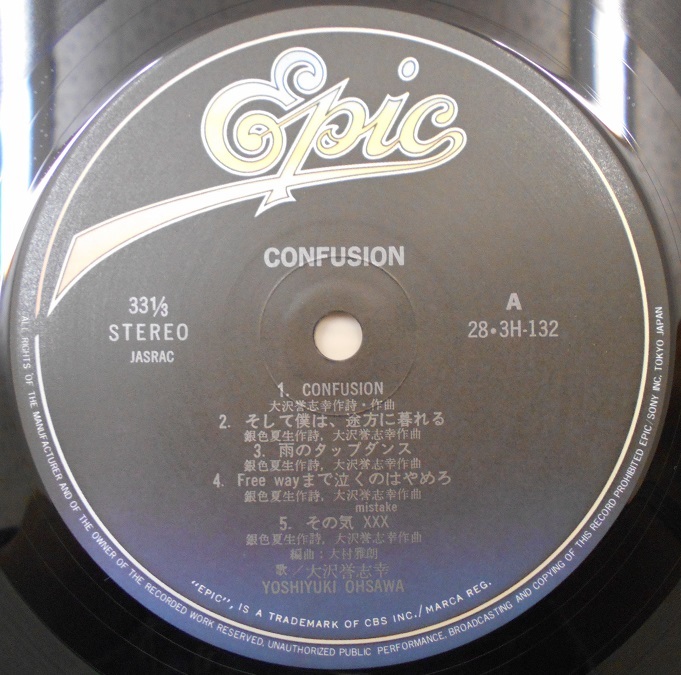 Epic
CONFUSION
33⅓
STEREO
JASRAC
A
28・3H-132
1. CONFUSION
大沢誉志幸作詩・作曲
2. そして僕は、途方に暮れる
銀色夏生作詩, 大沢誉志幸作曲
3. 雨のタップダンス
銀色夏生作詩, 大沢誉志幸作曲
4. Free wayまで泣くのはやめろ
銀色夏生作詩, 大沢誉志幸作曲
mistake
5. その気 XXX
銀色夏生作詩, 大沢誉志幸作曲
編曲：大村雅朗
歌／大沢誉志幸
YOSHIYUKI OHSAWA
"EPIC", IS A TRADEMARK OF CBS INC./MARCA REG.
ALL RIGHTS OF THE MANUFACTURER AND OF THE OWNER OF THE RECORDED WORK RESERVED, UNAUTHORIZED PUBLIC PERFORMANCE, BROADCASTING AND COPYING OF THIS RECORD PROHIBITED EPIC/SONY INC. TOKYO JAPAN